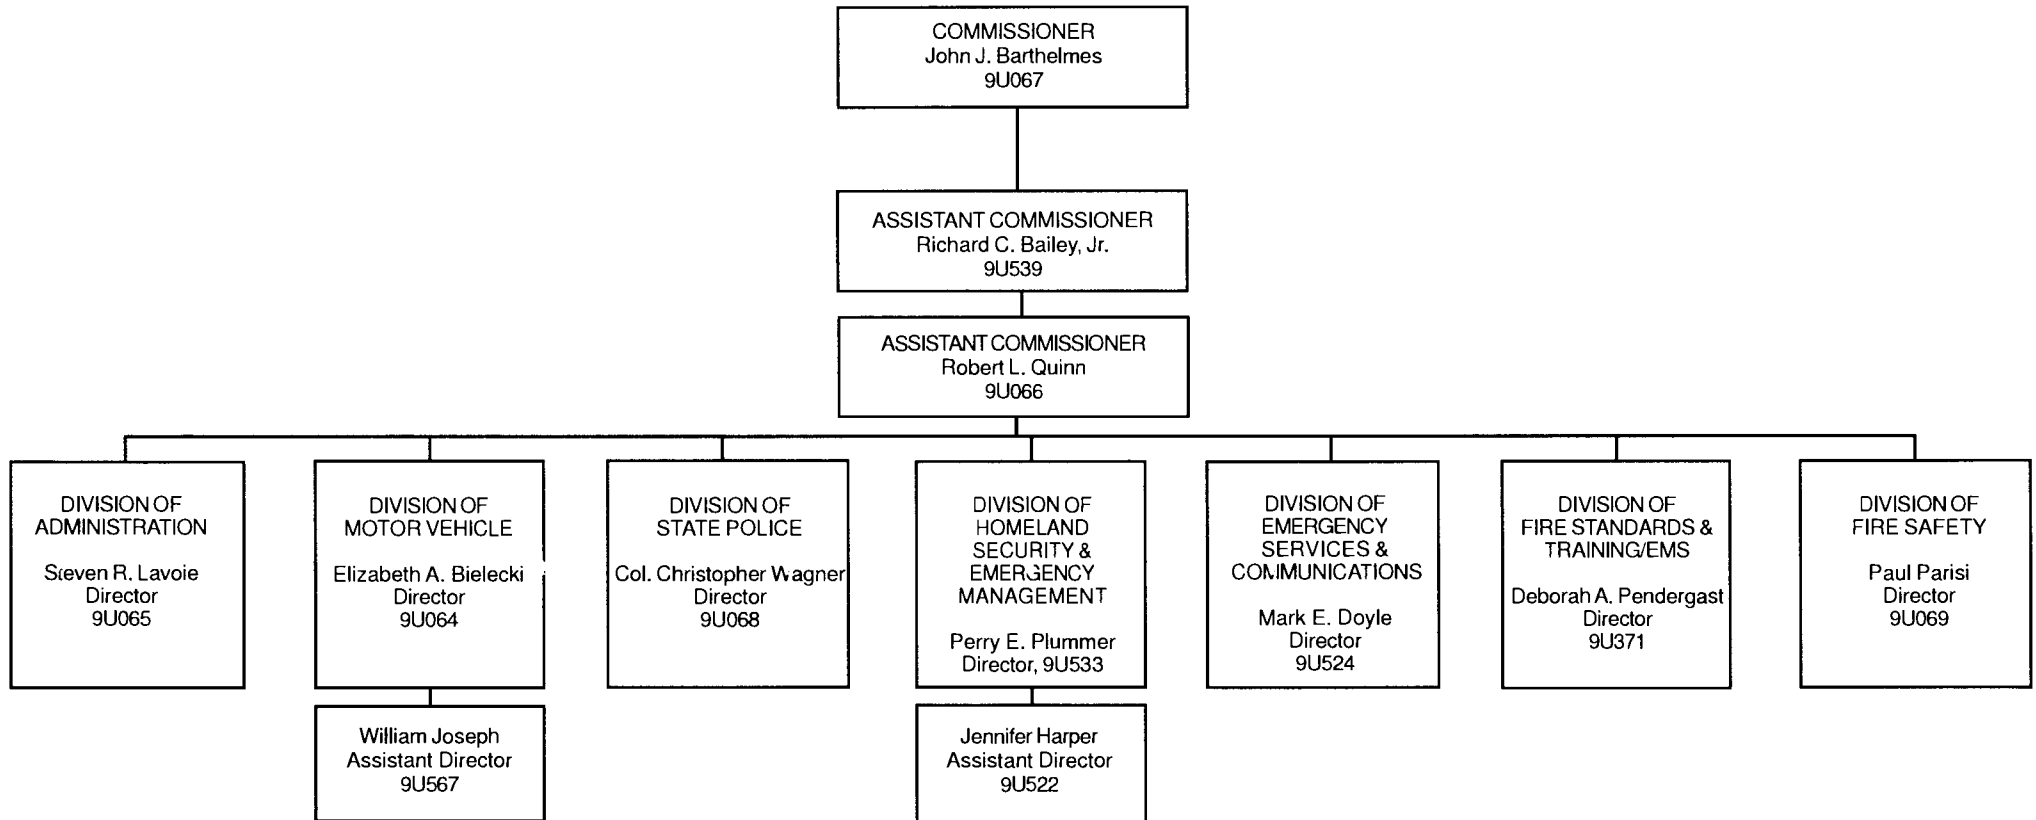 COMMISSIONER
John J. Barthelmes
9U067
ASSISTANT COMMISSIONER
Richard C. Bailey, Jr.
9U539
ASSISTANT COMMISSIONER
Robert L. Quinn
9U066
DIVISION OF
ADMINISTRATION
Steven R. Lavoie
Director
9U065
DIVISION OF
MOTOR VEHICLE
Elizabeth A. Bielecki
Director
9U064
DIVISION OF
STATE POLICE
Col. Christopher Wagner
Director
9U068
DIVISION OF
HOMELAND
SECURITY &
EMERGENCY
MANAGEMENT
Perry E. Plummer
Director, 9U533
DIVISION OF
EMERGENCY
SERVICES &
COMMUNICATIONS
Mark E. Doyle
Director
9U524
DIVISION OF
FIRE STANDARDS &
TRAINING/EMS
Deborah A. Pendergast
Director
9U371
DIVISION OF
FIRE SAFETY
Paul Parisi
Director
9U069
William Joseph
Assistant Director
9U567
Jennifer Harper
Assistant Director
9U522